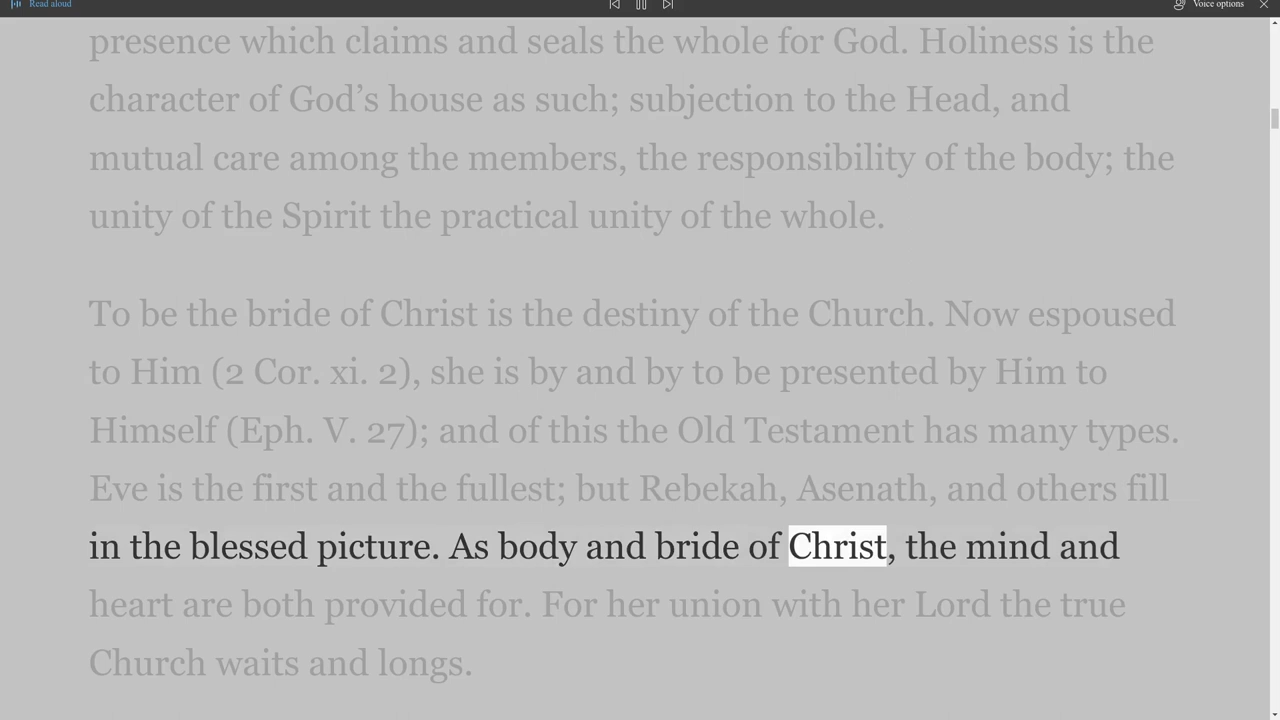 Read aloud
Voice options
presence which claims and seals the whole for God. Holiness is the
character of God’s house as such; subjection to the Head, and
mutual care among the members, the responsibility of the body; the
unity of the Spirit the practical unity of the whole.
To be the bride of Christ is the destiny of the Church. Now espoused
to Him (2 Cor. xi. 2), she is by and by to be presented by Him to
Himself (Eph. V. 27); and of this the Old Testament has many types.
Eve is the first and the fullest; but Rebekah, Asenath, and others fill
in the blessed picture. As body and bride of Christ, the mind and
heart are both provided for. For her union with her Lord the true
Church waits and longs.